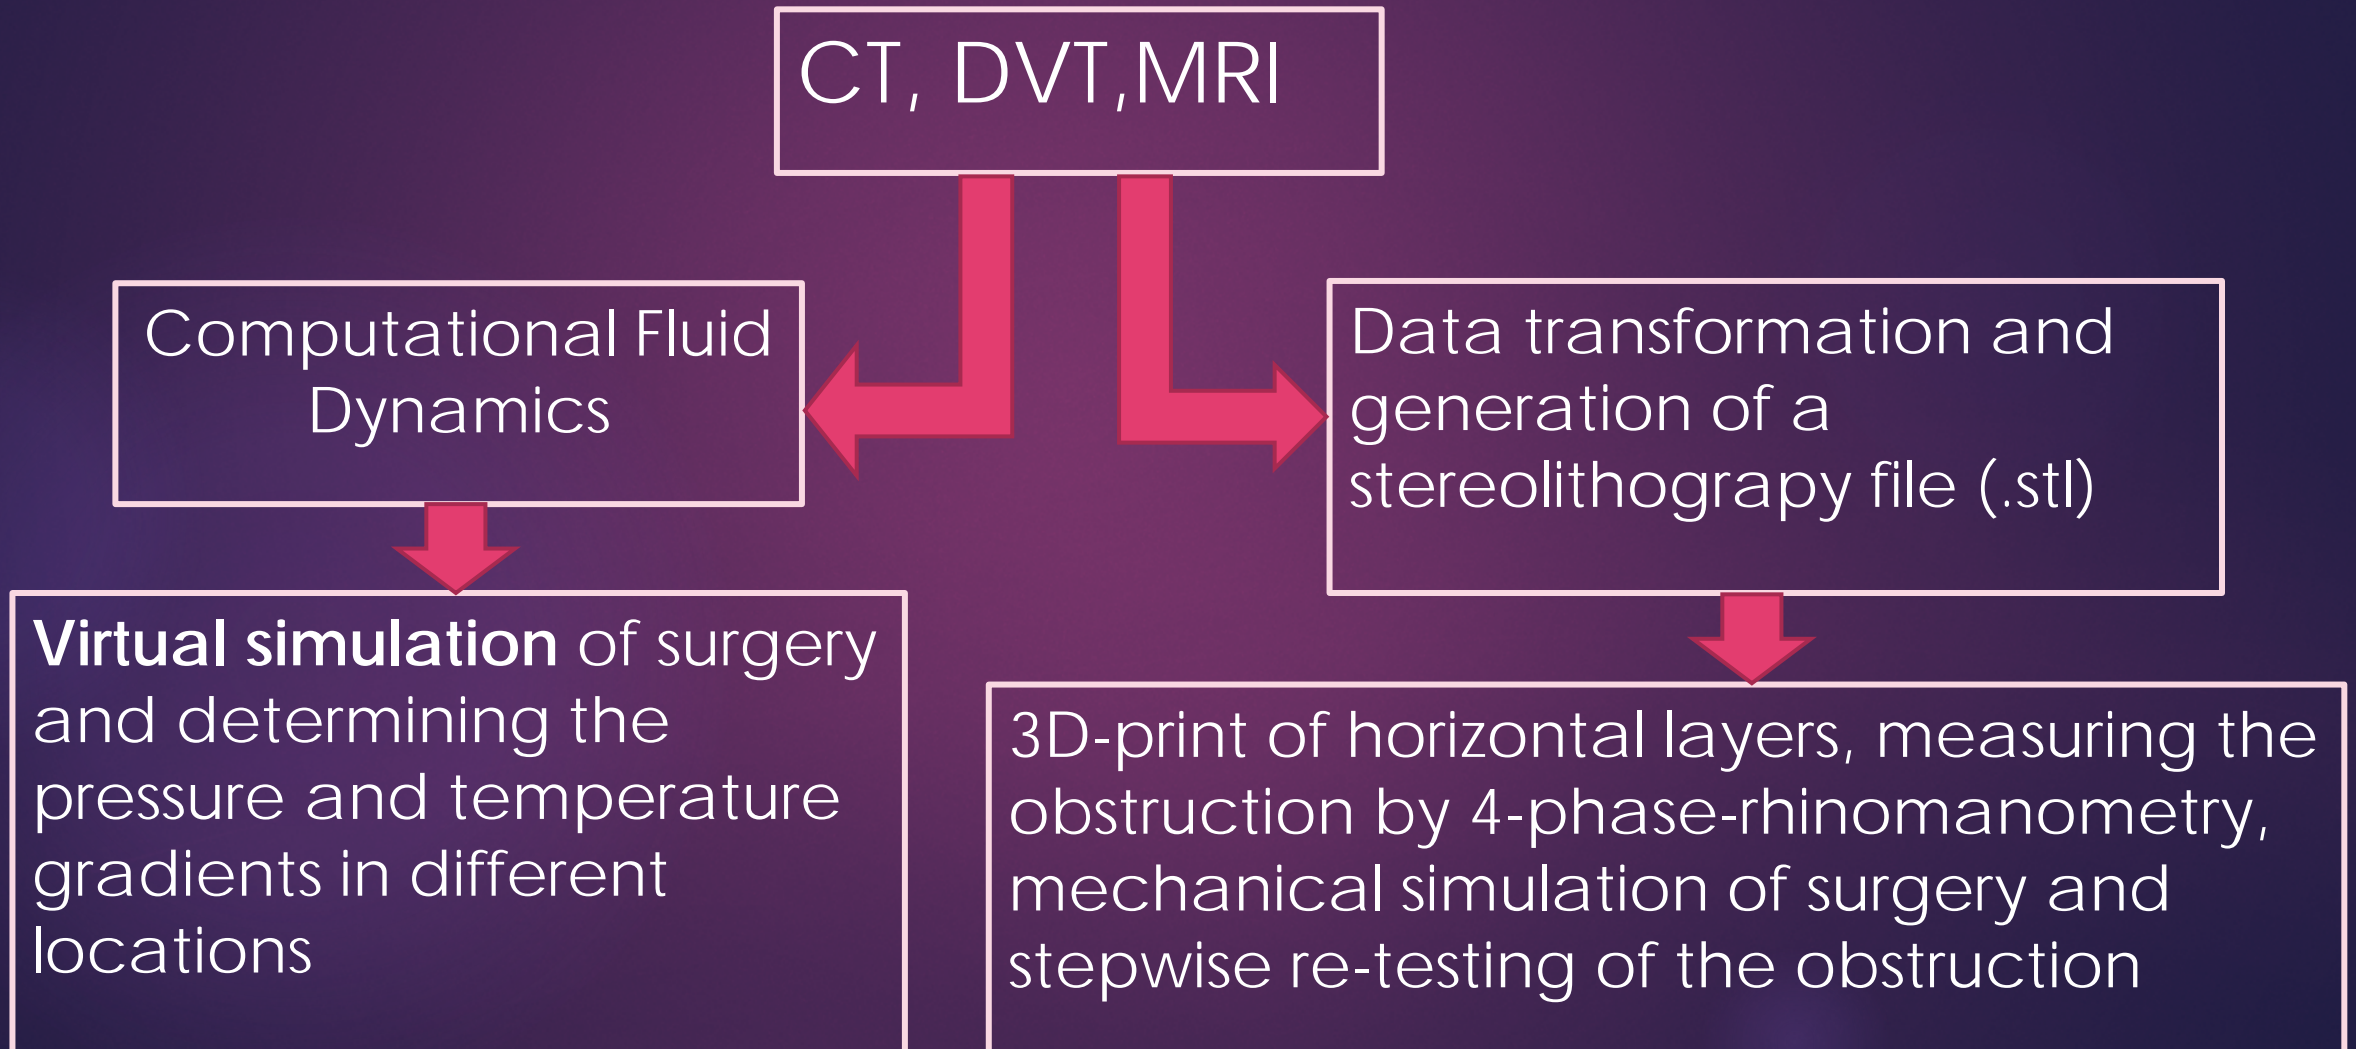 CT, DVT,MRI
Computational Fluid
Dynamics
Data transformation and
generation of a
stereolithograpy file (.stl)
Virtual simulation of surgery
and determining the
pressure and temperature
gradients in different
locations
3D-print of horizontal layers, measuring the
obstruction by 4-phase-rhinomanometry,
mechanical simulation of surgery and
stepwise re-testing of the obstruction